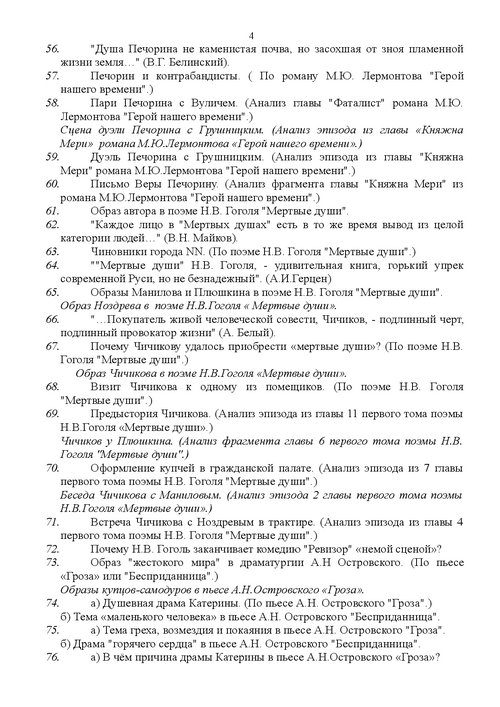 4
56. "Душа Печорина не каменистая почва, но засохшая от зноя пламенной
жизни земля…" (В.Г. Белинский).
57. Печорин и контрабандисты. ( По роману М.Ю. Лермонтова "Герой
нашего времени".)
58. Пари Печорина с Вуличем. (Анализ главы "Фаталист" романа М.Ю.
Лермонтова "Герой нашего времени".)
Сцена дуэли Печорина с Грушницким. (Анализ эпизода из главы «Княжна
Мери» романа М.Ю.Лермонтова «Герой нашего времени».)
59. Дуэль Печорина с Грушницким. (Анализ эпизода из главы "Княжна
Мери" романа М.Ю.Лермонтова "Герой нашего времени".)
60. Письмо Веры Печорину. (Анализ фрагмента главы "Княжна Мери" из
романа М.Ю.Лермонтова "Герой нашего времени".)
61. Образ автора в поэме Н.В. Гоголя "Мертвые души".
62. "Каждое лицо в "Мертвых душах" есть в то же время вывод из целой
категории людей…" (В.Н. Майков).
63. Чиновники города NN. (По поэме Н.В. Гоголя "Мертвые души".)
64. ""Мертвые души" Н.В. Гоголя, - удивительная книга, горький упрек
современной Руси, но не безнадежный". (А.И.Герцен)
65. Образы Манилова и Плюшкина в поэме Н.В. Гоголя "Мертвые души".
Образ Ноздрева в поэме Н.В.Гоголя « Мертвые души».
66. "…Покупатель живой человеческой совести, Чичиков, - подлинный черт,
подлинный провокатор жизни" (А. Белый).
67. Почему Чичикову удалось приобрести «мертвые души»? (По поэме Н.В.
Гоголя "Мертвые души".)
Образ Чичикова в поэме Н.В.Гоголя «Мертвые души».
68. Визит Чичикова к одному из помещиков. (По поэме Н.В. Гоголя
"Мертвые души".)
69. Предыстория Чичикова. (Анализ эпизода из главы 11 первого тома поэмы
Н.В.Гоголя «Мертвые души».)
Чичиков у Плюшкина. (Анализ фрагмента главы 6 первого тома поэмы Н.В.
Гоголя "Мертвые души".)
70. Оформление купчей в гражданской палате. (Анализ эпизода из 7 главы
первого тома поэмы Н.В. Гоголя "Мертвые души".)
Беседа Чичикова с Маниловым. (Анализ эпизода 2 главы первого тома поэмы
Н.В.Гоголя «Мертвые души».)
71. Встреча Чичикова с Ноздревым в трактире. (Анализ эпизода из главы 4
первого тома поэмы Н.В. Гоголя "Мертвые души".)
72. Почему Н.В. Гоголь заканчивает комедию "Ревизор" «немой сценой»?
73. Образ "жестокого мира" в драматургии А.Н Островского. (По пьесе
«Гроза» или "Бесприданница".)
Образы купцов-самодуров в пьесе А.Н.Островского «Гроза».
74. а) Душевная драма Катерины. (По пьесе А.Н. Островского "Гроза".)
б) Тема «маленького человека» в пьесе А.Н. Островского "Бесприданница".
75. а) Тема греха, возмездия и покаяния в пьесе А.Н. Островского "Гроза".
б) Драма "горячего сердца" в пьесе А.Н. Островского "Бесприданница".
76. а) В чём причина драмы Катерины в пьесе А.Н.Островского «Гроза»?